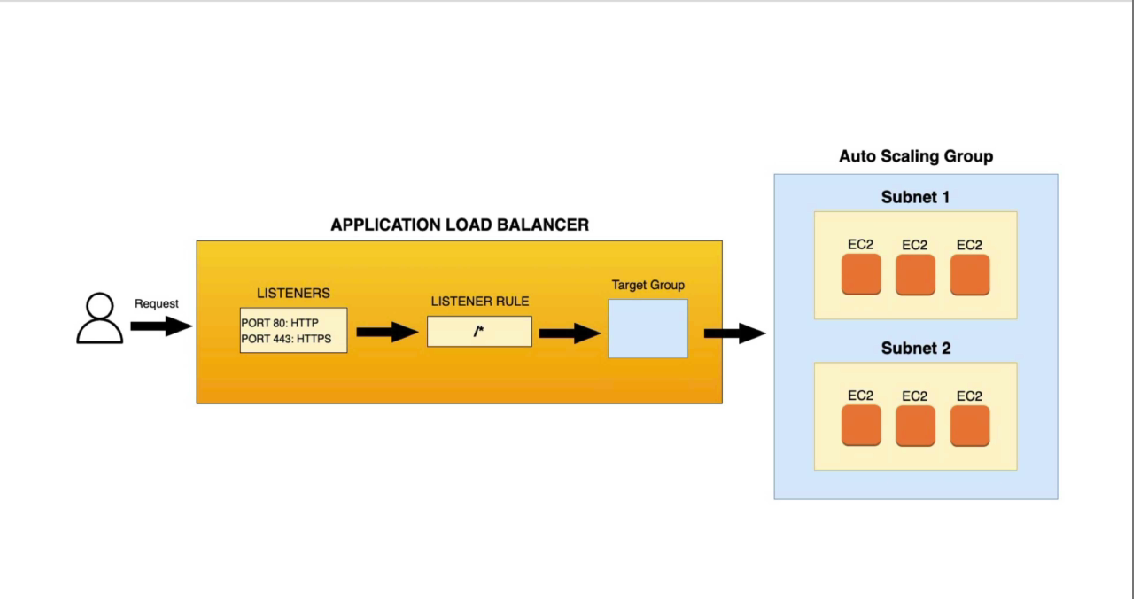 Auto Scaling Group
Subnet 1
APPLICATION LOAD BALANCER
EC2 EC2 EC2
Request
LISTENERS
PORT 80: HTTP
PORT 443: HTTPS
LISTENER RULE
/*
Target Group
Subnet 2
EC2 EC2 EC2